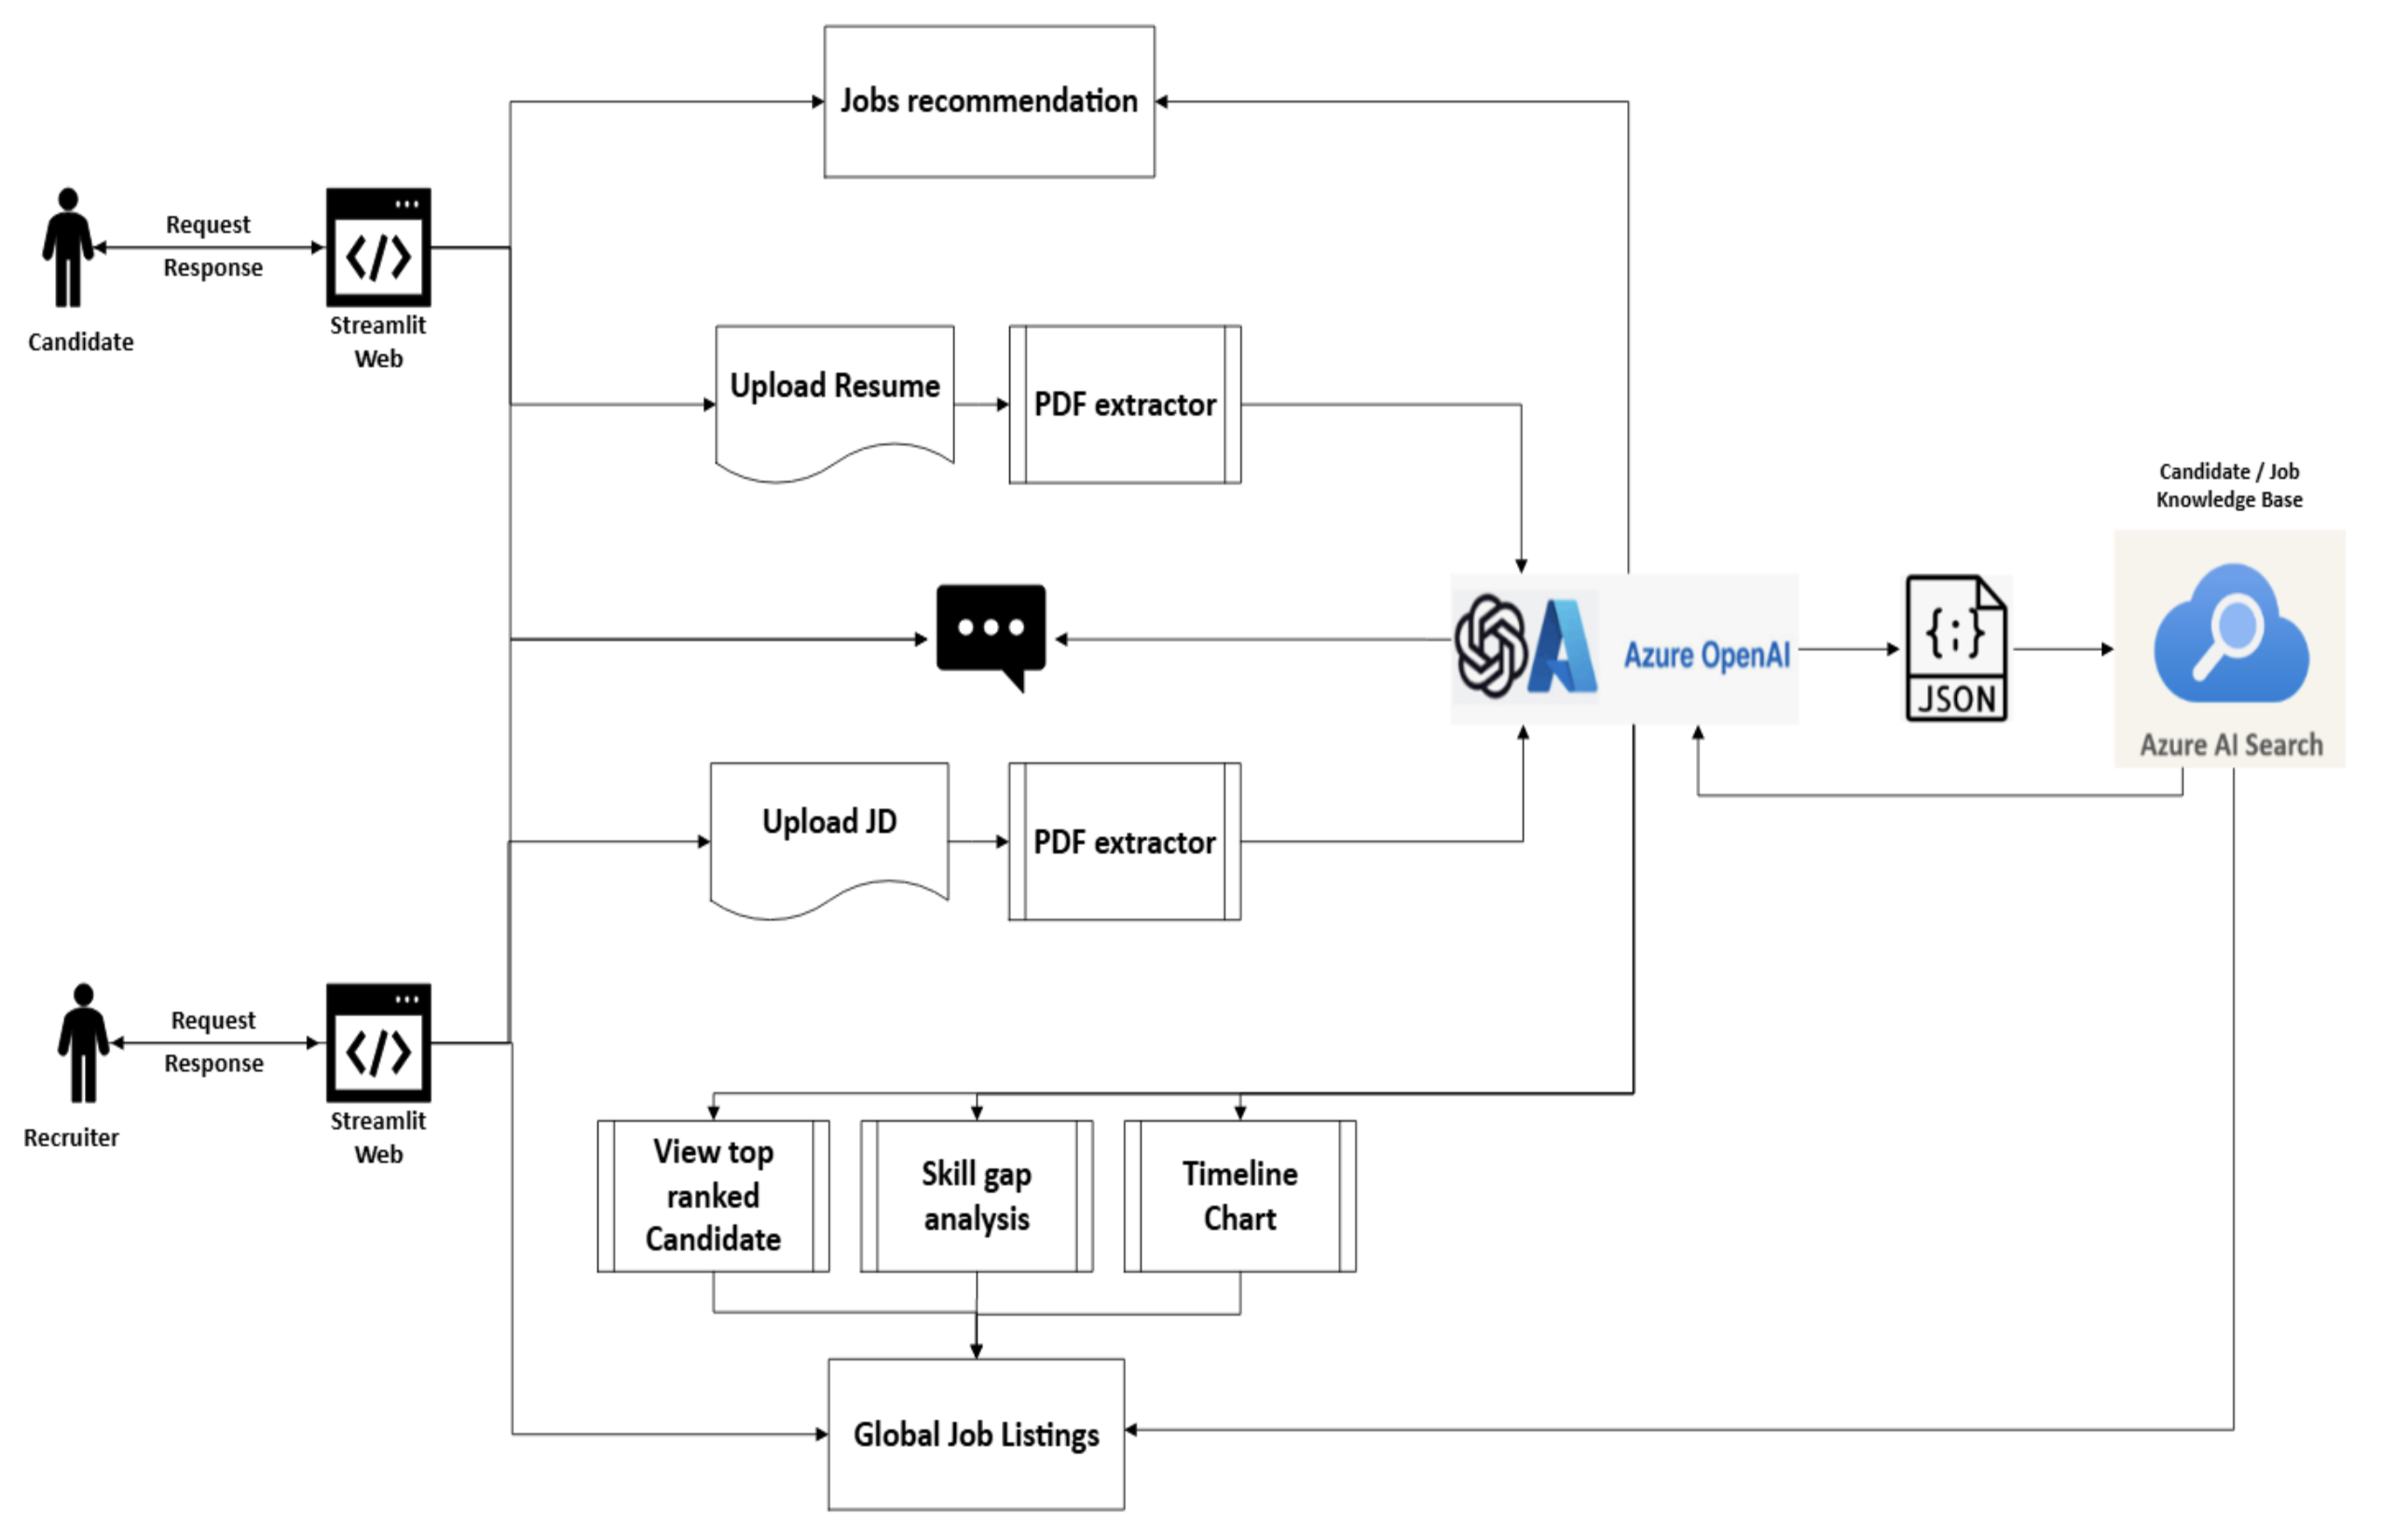 Jobs recommendation
Request
Response
Candidate
Streamlit
Web
Upload Resume
PDF extractor
Candidate / Job
Knowledge Base
Azure OpenAI
{;}
JSON
Azure AI Search
Upload JD
PDF extractor
Request
Response
Recruiter
Streamlit
Web
View top
ranked
Candidate
Skill gap
analysis
Timeline
Chart
Global Job Listings